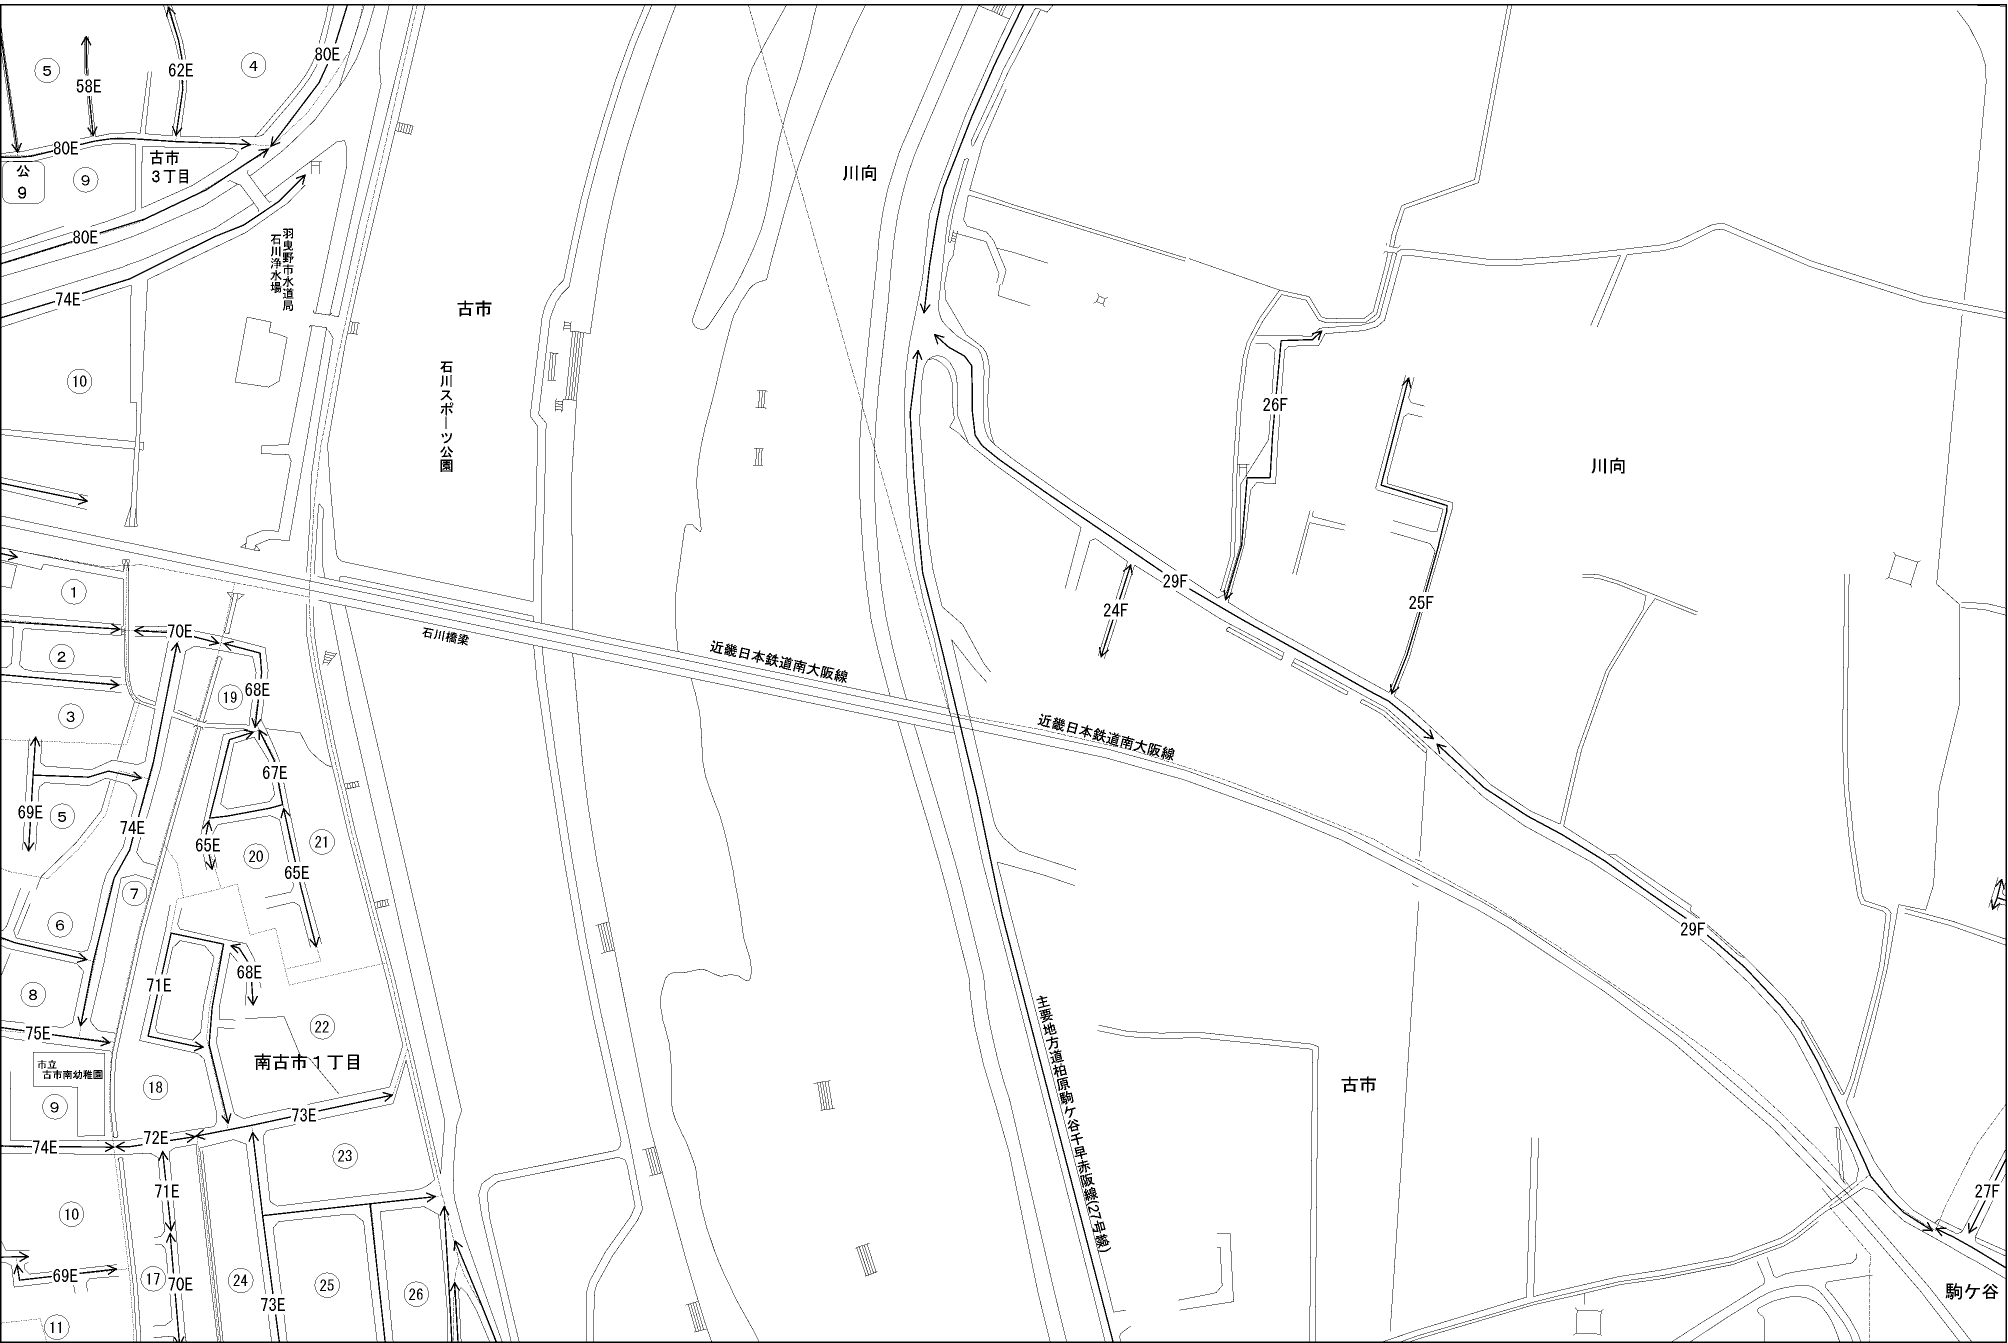 80E
⑤
58E
62E
④
80E
公
9
⑨
古市
3丁目
川向
80E
74E
羽曳野市水道局
石川浄水場
古市
石川スポーツ公園
⑩
26F
川向
①
70E
石川橋梁
近畿日本鉄道南大阪線
29F
24F
25F
②
68E
⑲
③
近畿日本鉄道南大阪線
67E
69E
⑤
74E
65E
⑳
㉑
65E
⑦
⑥
29F
68E
71E
⑧
75E
㉒
南古市1丁目
主要地方道柏原駒ケ谷千早赤阪線(27号線)
市立
古市南幼稚園
⑱
古市
⑨
73E
74E
72E
㉓
71E
27F
⑩
69E
⑰
70E
㉔
㉕
㉖
駒ケ谷
73E
⑪